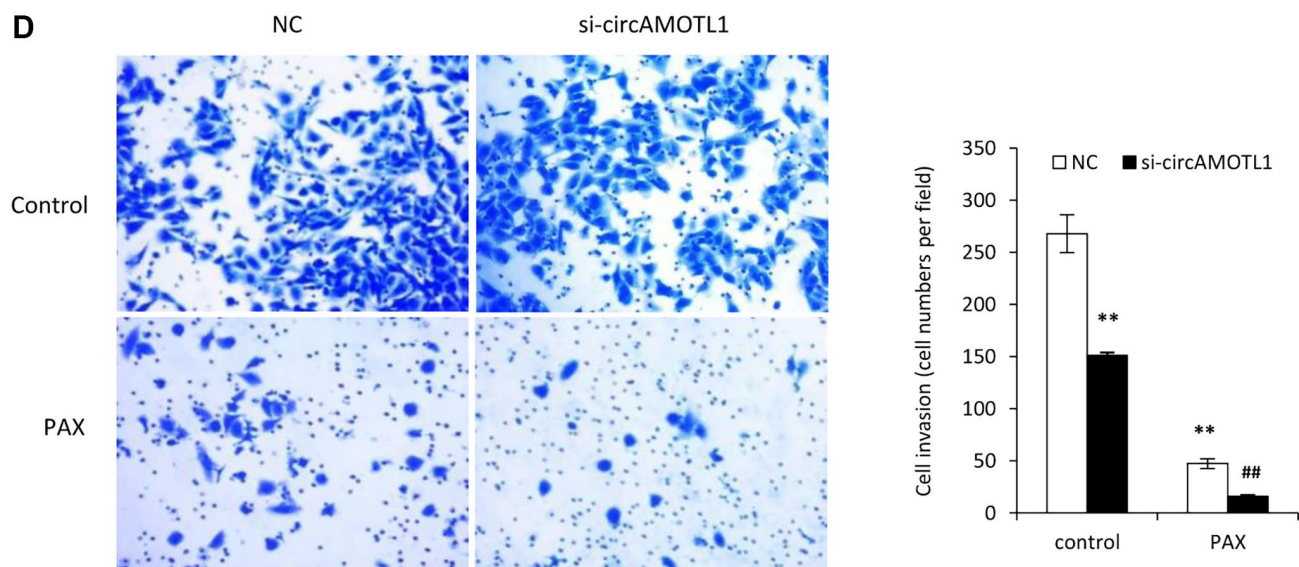 D
NC
si-circAMOTL1
Control
PAX
Cell invasion (cell numbers per field)
350
300
250
200
150
100
50
0
NC
si-circAMOTL1
**
**
##
control
PAX